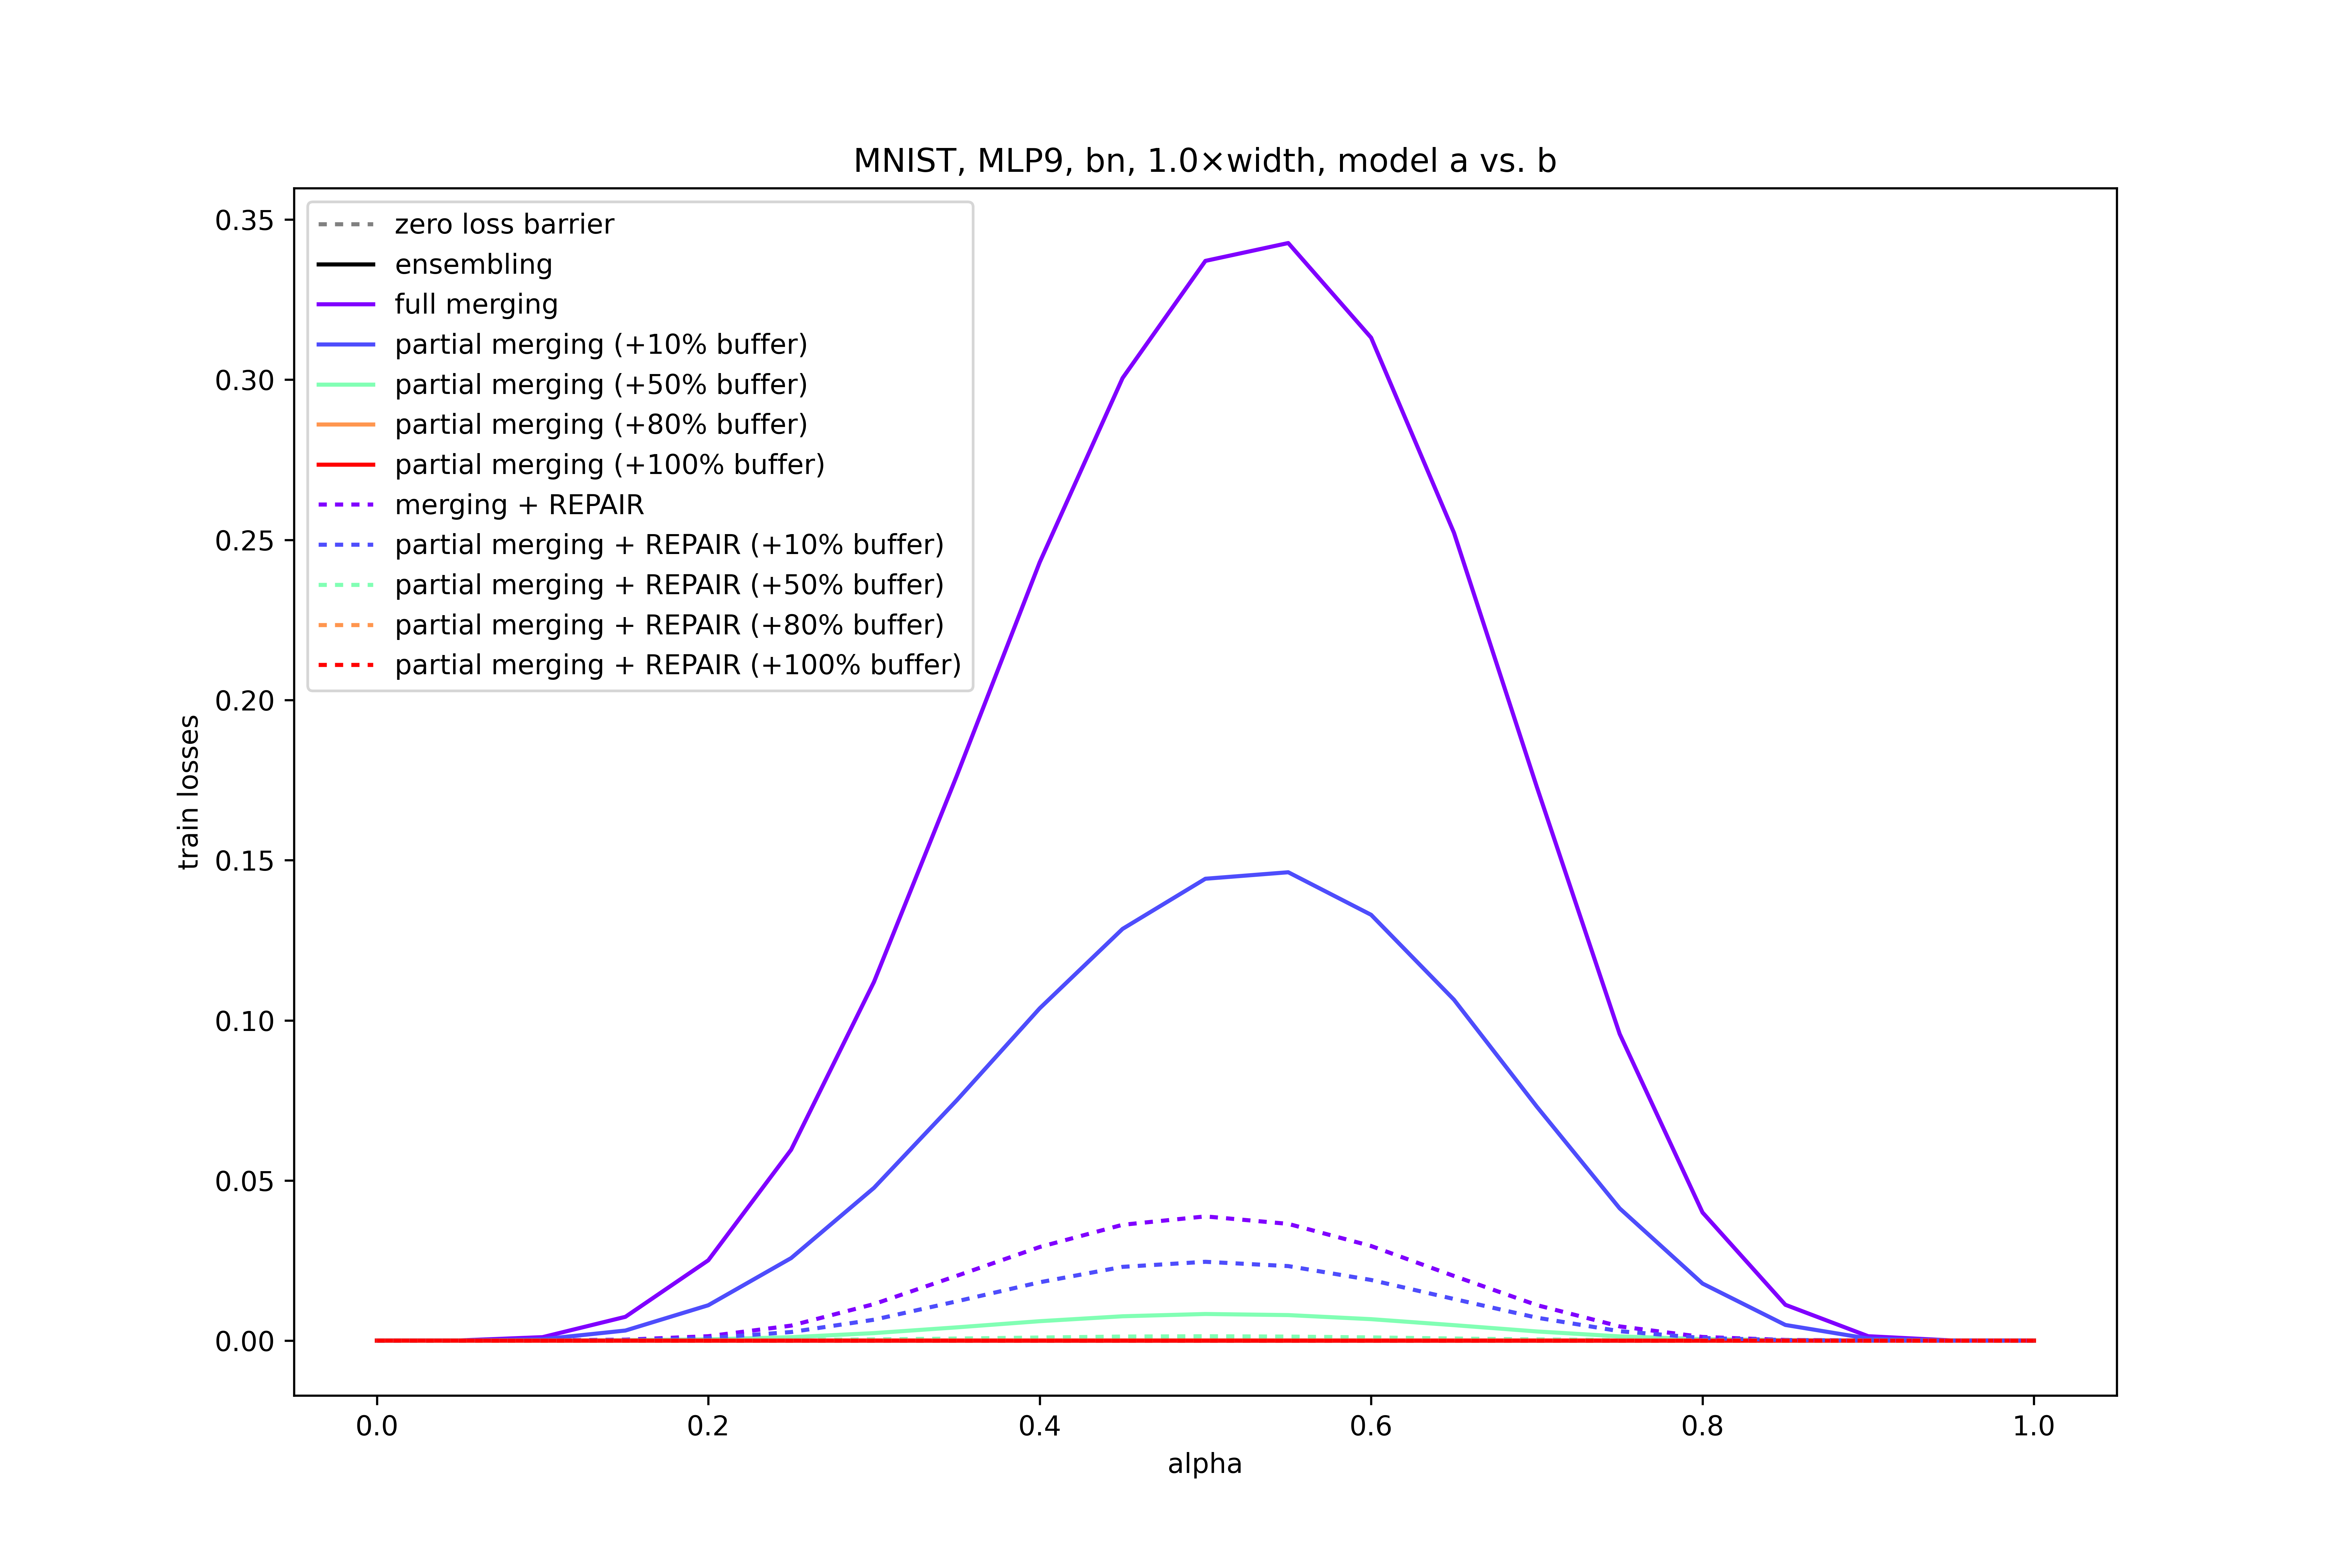 MNIST, MLP9, bn, 1.0×width, model a vs. b
zero loss barrier
ensembling
full merging
partial merging (+10% buffer)
partial merging (+50% buffer)
partial merging (+80% buffer)
partial merging (+100% buffer)
merging + REPAIR
partial merging + REPAIR (+10% buffer)
partial merging + REPAIR (+50% buffer)
partial merging + REPAIR (+80% buffer)
partial merging + REPAIR (+100% buffer)
train losses
0.35
0.30
0.25
0.20
0.15
0.10
0.05
0.00
0.0 0.2 0.4 0.6 0.8 1.0
alpha